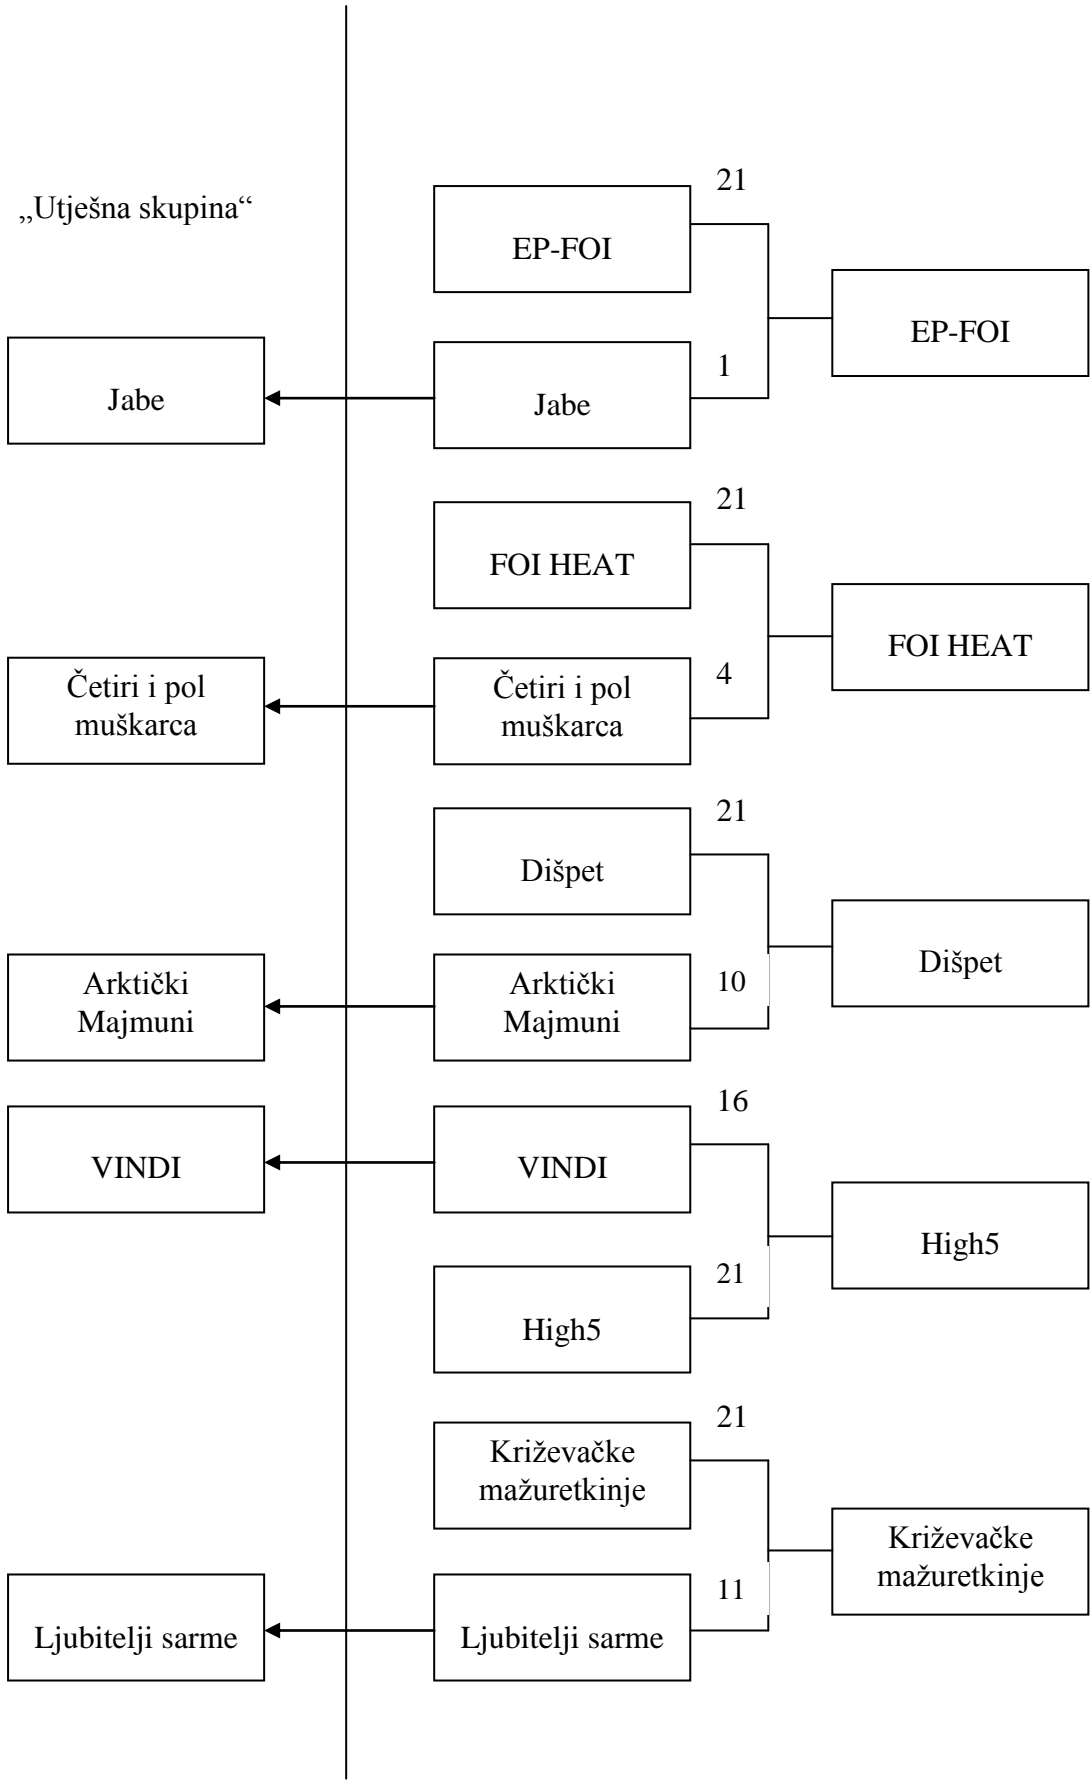 „Utješna skupina“
21
EP-FOI
EP-FOI
Jabe
1
Jabe
21
FOI HEAT
FOI HEAT
Četiri i pol
muškarca
4
Četiri i pol
muškarca
21
Dišpet
Dišpet
Arktički
Majmuni
10
Arktički
Majmuni
16
VINDI
VINDI
High5
21
High5
21
Križevačke
mažuretkinje
Križevačke
mažuretkinje
11
Ljubitelji sarme
Ljubitelji sarme